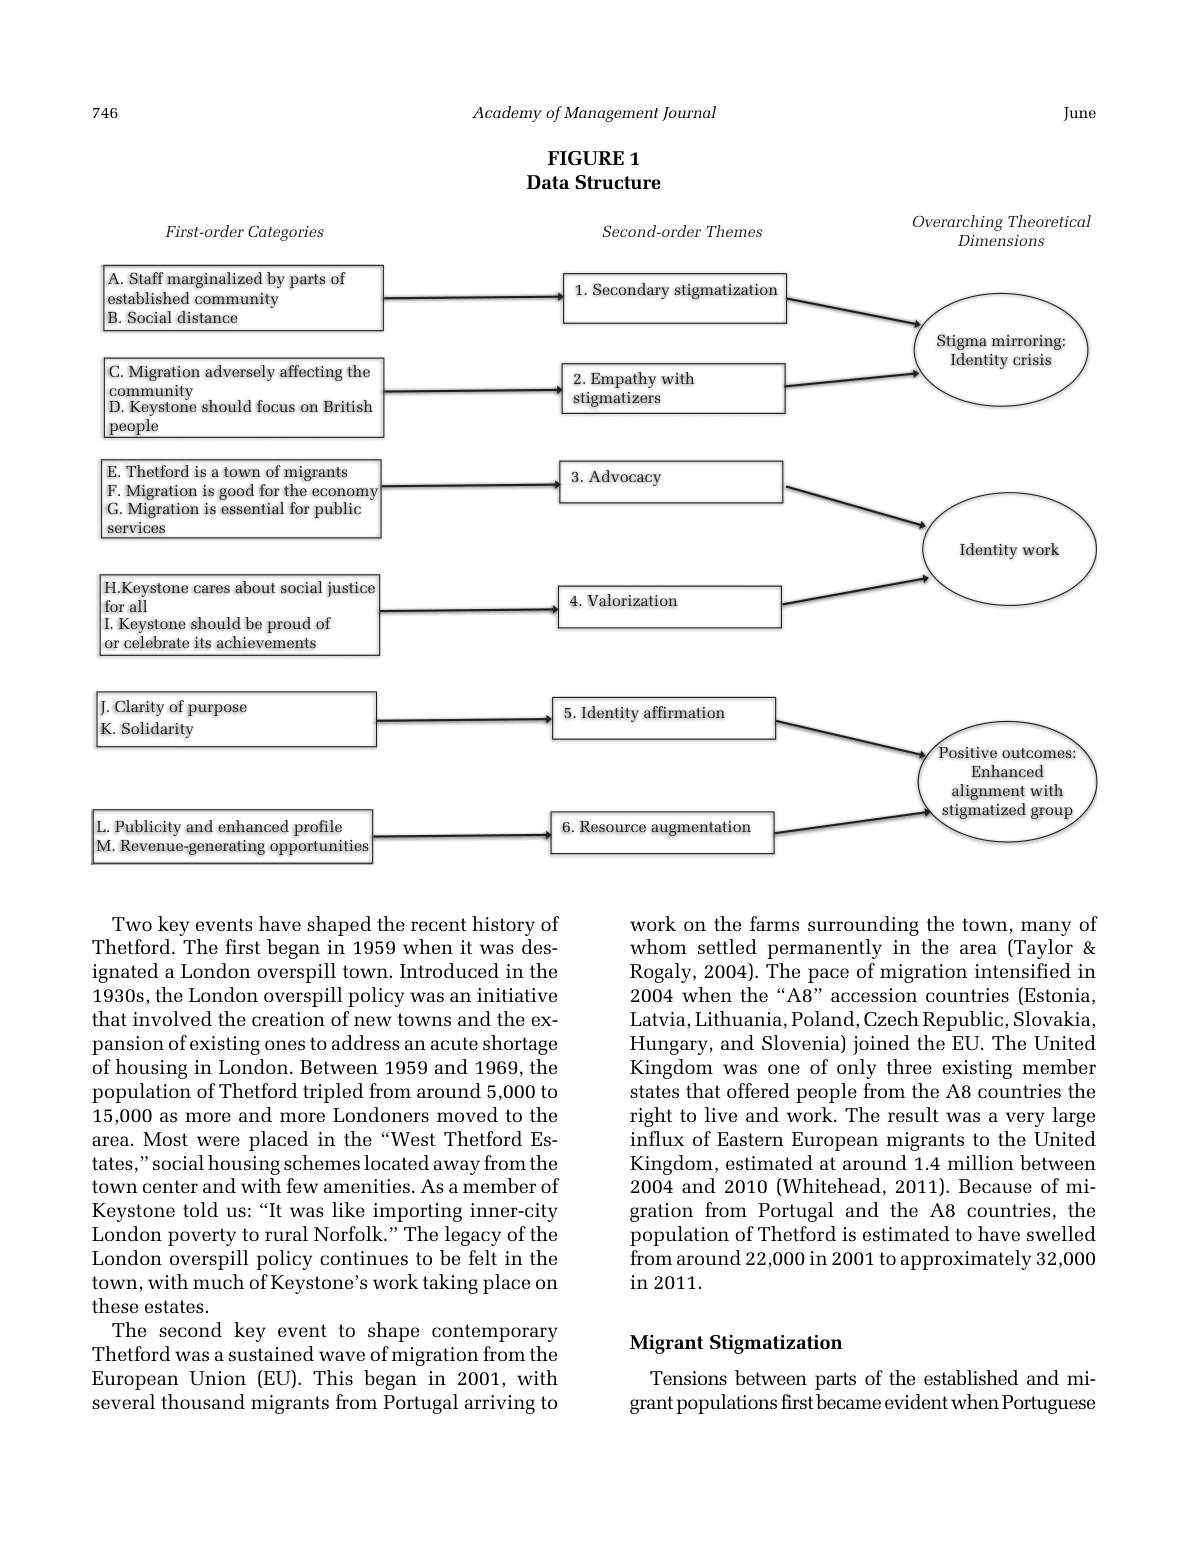 746
Academy of Management Journal
June
FIGURE 1
Data Structure
First-order Categories
Second-order Themes
Overarching Theoretical
Dimensions
A. Staff marginalized by parts of
established community
B. Social distance
1. Secondary stigmatization
Stigma mirroring:
Identity crisis
C. Migration adversely affecting the
community
D. Keystone should focus on British
people
2. Empathy with
stigmatizers
E. Thetford is a town of migrants
F. Migration is good for the economy
G. Migration is essential for public
services
3. Advocacy
Identity work
H.Keystone cares about social justice
for all
I. Keystone should be proud of
or celebrate its achievements
4. Valorization
J. Clarity of purpose
K. Solidarity
5. Identity affirmation
Positive outcomes:
Enhanced
alignment with
stigmatized group
L. Publicity and enhanced profile
M. Revenue-generating opportunities
6. Resource augmentation
Two key events have shaped the recent history of
Thetford. The first began in 1959 when it was des-
ignated a London overspill town. Introduced in the
1930s, the London overspill policy was an initiative
that involved the creation of new towns and the ex-
pansion of existing ones to address an acute shortage
of housing in London. Between 1959 and 1969, the
population of Thetford tripled from around 5,000 to
15,000 as more and more Londoners moved to the
area. Most were placed in the “West Thetford Es-
tates,” social housing schemes located away from the
town center and with few amenities. As a member of
Keystone told us: “It was like importing inner-city
London poverty to rural Norfolk.” The legacy of the
London overspill policy continues to be felt in the
town, with much of Keystone’s work taking place on
these estates.
The second key event to shape contemporary
Thetford was a sustained wave of migration from the
European Union (EU). This began in 2001, with
several thousand migrants from Portugal arriving to
work on the farms surrounding the town, many of
whom settled permanently in the area (Taylor &
Rogaly, 2004). The pace of migration intensified in
2004 when the “A8” accession countries (Estonia,
Latvia, Lithuania, Poland, Czech Republic, Slovakia,
Hungary, and Slovenia) joined the EU. The United
Kingdom was one of only three existing member
states that offered people from the A8 countries the
right to live and work. The result was a very large
influx of Eastern European migrants to the United
Kingdom, estimated at around 1.4 million between
2004 and 2010 (Whitehead, 2011). Because of mi-
gration from Portugal and the A8 countries, the
population of Thetford is estimated to have swelled
from around 22,000 in 2001 to approximately 32,000
in 2011.
Migrant Stigmatization
Tensions between parts of the established and mi-
grant populations first became evident when Portuguese